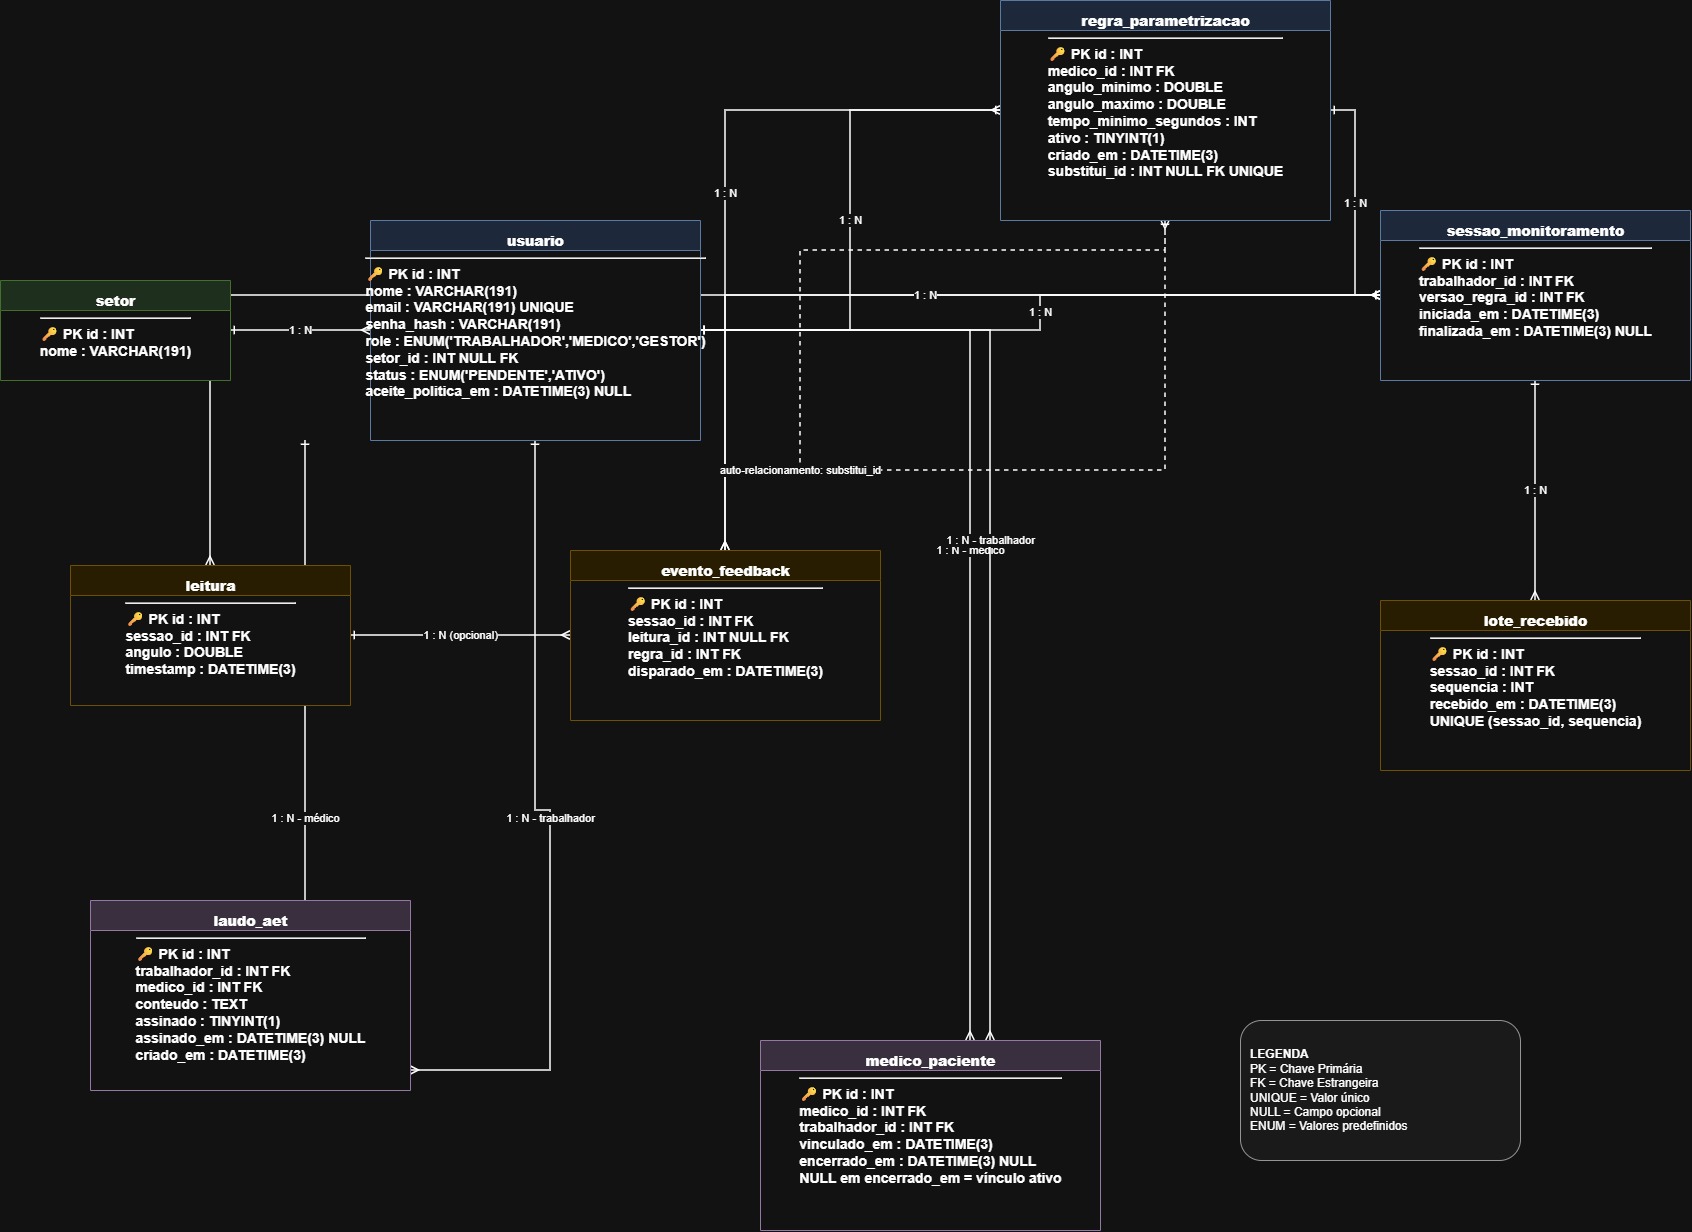 regra_parametrizacao
🔑 PK id : INT
medico_id : INT FK
angulo_minimo : DOUBLE
angulo_maximo : DOUBLE
tempo_minimo_segundos : INT
ativo : TINYINT(1)
criado_em : DATETIME(3)
substitui_id : INT NULL FK UNIQUE
1 : N
1 : N
1 : N
usuario
🔑 PK id : INT
nome : VARCHAR(191)
email : VARCHAR(191) UNIQUE
senha_hash : VARCHAR(191)
role : ENUM('TRABALHADOR','MEDICO','GESTOR')
setor_id : INT NULL FK
status : ENUM('PENDENTE','ATIVO')
aceite_politica_em : DATETIME(3) NULL
sessao_monitoramento
🔑 PK id : INT
trabalhador_id : INT FK
versao_regra_id : INT FK
iniciada_em : DATETIME(3)
finalizada_em : DATETIME(3) NULL
setor
🔑 PK id : INT
nome : VARCHAR(191)
1 : N
1 : N
1 : N
auto-relacionamento: substitui_id
1 : N
1 : N - trabalhador
1 : N - médico
leitura
🔑 PK id : INT
sessao_id : INT FK
angulo : DOUBLE
timestamp : DATETIME(3)
1 : N (opcional)
evento_feedback
🔑 PK id : INT
sessao_id : INT FK
leitura_id : INT NULL FK
regra_id : INT FK
disparado_em : DATETIME(3)
lote_recebido
🔑 PK id : INT
sessao_id : INT FK
sequencia : INT
recebido_em : DATETIME(3)
UNIQUE (sessao_id, sequencia)
1 : N - médico
1 : N - trabalhador
laudo_aet
🔑 PK id : INT
trabalhador_id : INT FK
medico_id : INT FK
conteudo : TEXT
assinado : TINYINT(1)
assinado_em : DATETIME(3) NULL
criado_em : DATETIME(3)
medico_paciente
🔑 PK id : INT
medico_id : INT FK
trabalhador_id : INT FK
vinculado_em : DATETIME(3)
encerrado_em : DATETIME(3) NULL
NULL em encerrado_em = vínculo ativo
LEGENDA
PK = Chave Primária
FK = Chave Estrangeira
UNIQUE = Valor único
NULL = Campo opcional
ENUM = Valores predefinidos